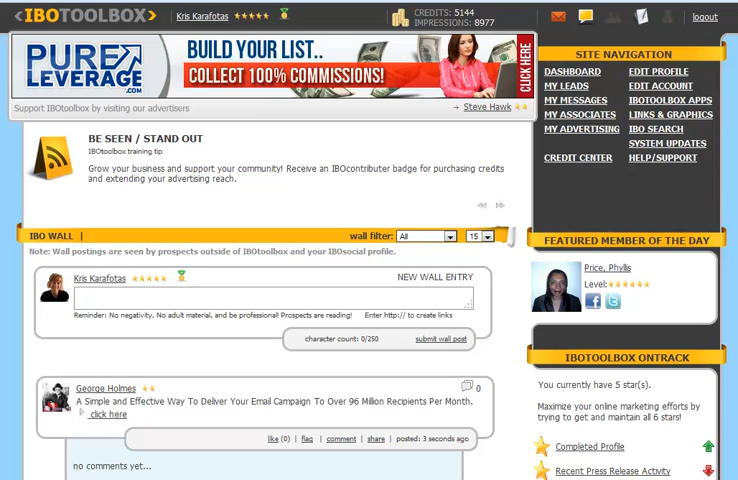 <IBOTOOLBOX>
Kris Karafotas
CREDITS: 5144
IMPRESSIONS: 8977
logout
PURE LEVERAGE .COM
BUILD YOUR LIST..
COLLECT 100% COMMISSIONS!
CLICK HERE
Support IBOtoolbox by visiting our advertisers
Steve Hawk
SITE NAVIGATION
DASHBOARD
EDIT PROFILE
MY LEADS
EDIT ACCOUNT
MY MESSAGES
IBOTOOLBOX APPS
MY ASSOCIATES
LINKS & GRAPHICS
MY ADVERTISING
IBO SEARCH
SYSTEM UPDATES
CREDIT CENTER
HELP/SUPPORT
BE SEEN / STAND OUT
IBOtoolbox training tip
Grow your business and support your community! Receive an IBOcontributer badge for purchasing credits
and extending your advertising reach.
IBO WALL |
wall filter: All 15
Note: Wall postings are seen by prospects outside of IBOtoolbox and your IBOsocial profile.
Kris Karafotas
NEW WALL ENTRY
Reminder: No negativity, No adult material, and be professional! Prospects are reading! Enter http:// to create links
character count: 0/250
submit wall post
George Holmes
0
A Simple and Effective Way To Deliver Your Email Campaign To Over 96 Million Recipients Per Month.
click here
like (0) | flag | comment | share | posted: 3 seconds ago
no comments yet...
FEATURED MEMBER OF THE DAY
Price, Phyllis
Level:
IBOTOOLBOX ONTRACK
You currently have 5 star(s).
Maximize your online marketing efforts by
trying to get and maintain all 6 stars!
Completed Profile
Recent Press Release Activity